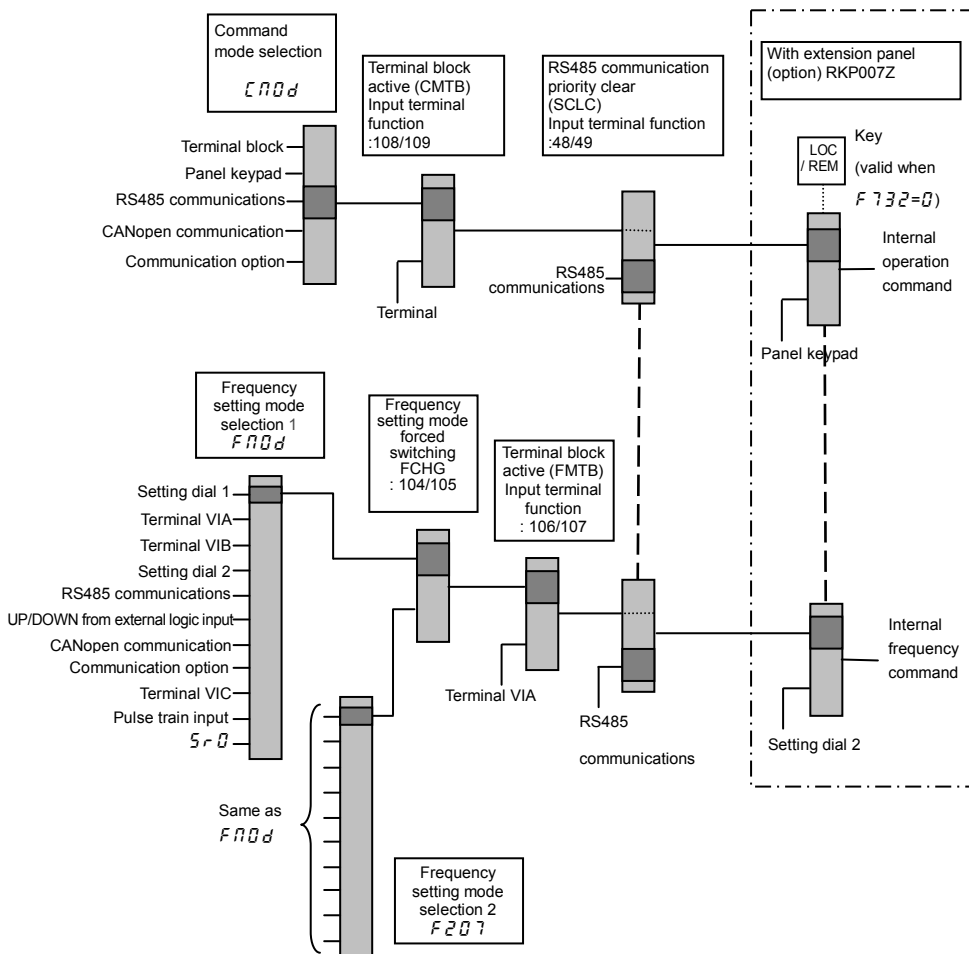 Command
mode selection
CMOd
Terminal block
active (CMTB)
Input terminal
function
:108/109
RS485 communication
priority clear
(SCLC)
Input terminal function
:48/49
With extension panel
(option) RKP007Z
Terminal block
Panel keypad
RS485 communications
CANopen communication
Communication option
Terminal
RS485
communications
LOC
/ REM
Key
(valid when
F732=0)
Internal
operation
command
Panel keypad
Frequency
setting mode
selection 1
FMOd
Frequency
setting mode
forced
switching
FCHG
: 104/105
Terminal block
active (FMTB)
Input terminal
function
: 106/107
Setting dial 1
Terminal VIA
Terminal VIB
Setting dial 2
RS485 communications
UP/DOWN from external logic input
CANopen communication
Communication option
Terminal VIC
Pulse train input
Sr0
Terminal VIA
RS485
communications
Internal
frequency
command
Setting dial 2
Same as
FMOd
Frequency
setting mode
selection 2
F207